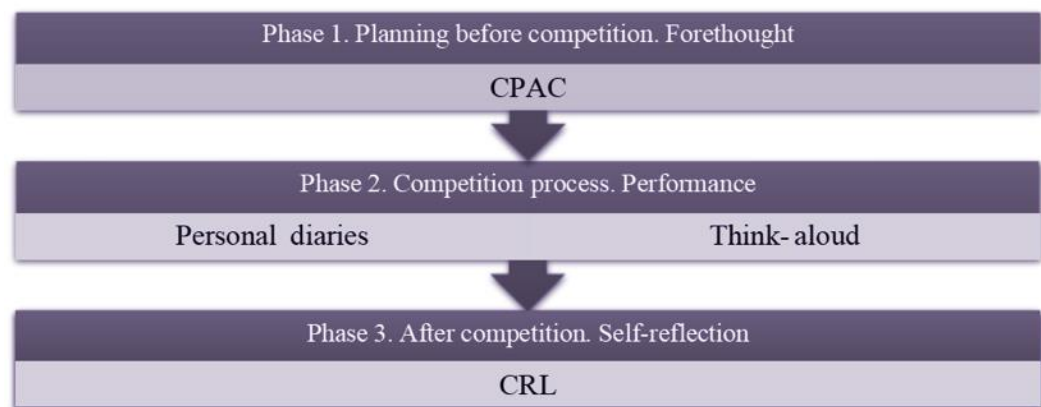 Phase 1. Planning before competition. Forethought
CPAC
Phase 2. Competition process. Performance
Personal diaries
Think- aloud
Phase 3. After competition. Self-reflection
CRL